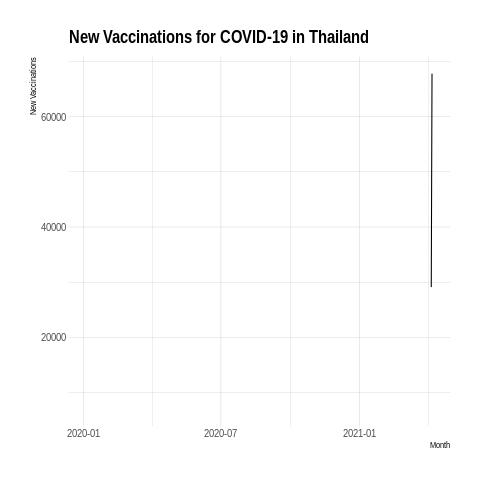 New Vaccinations for COVID-19 in Thailand
New Vaccinations
60000
40000
20000
2020-01 2020-07 2021-01
Month